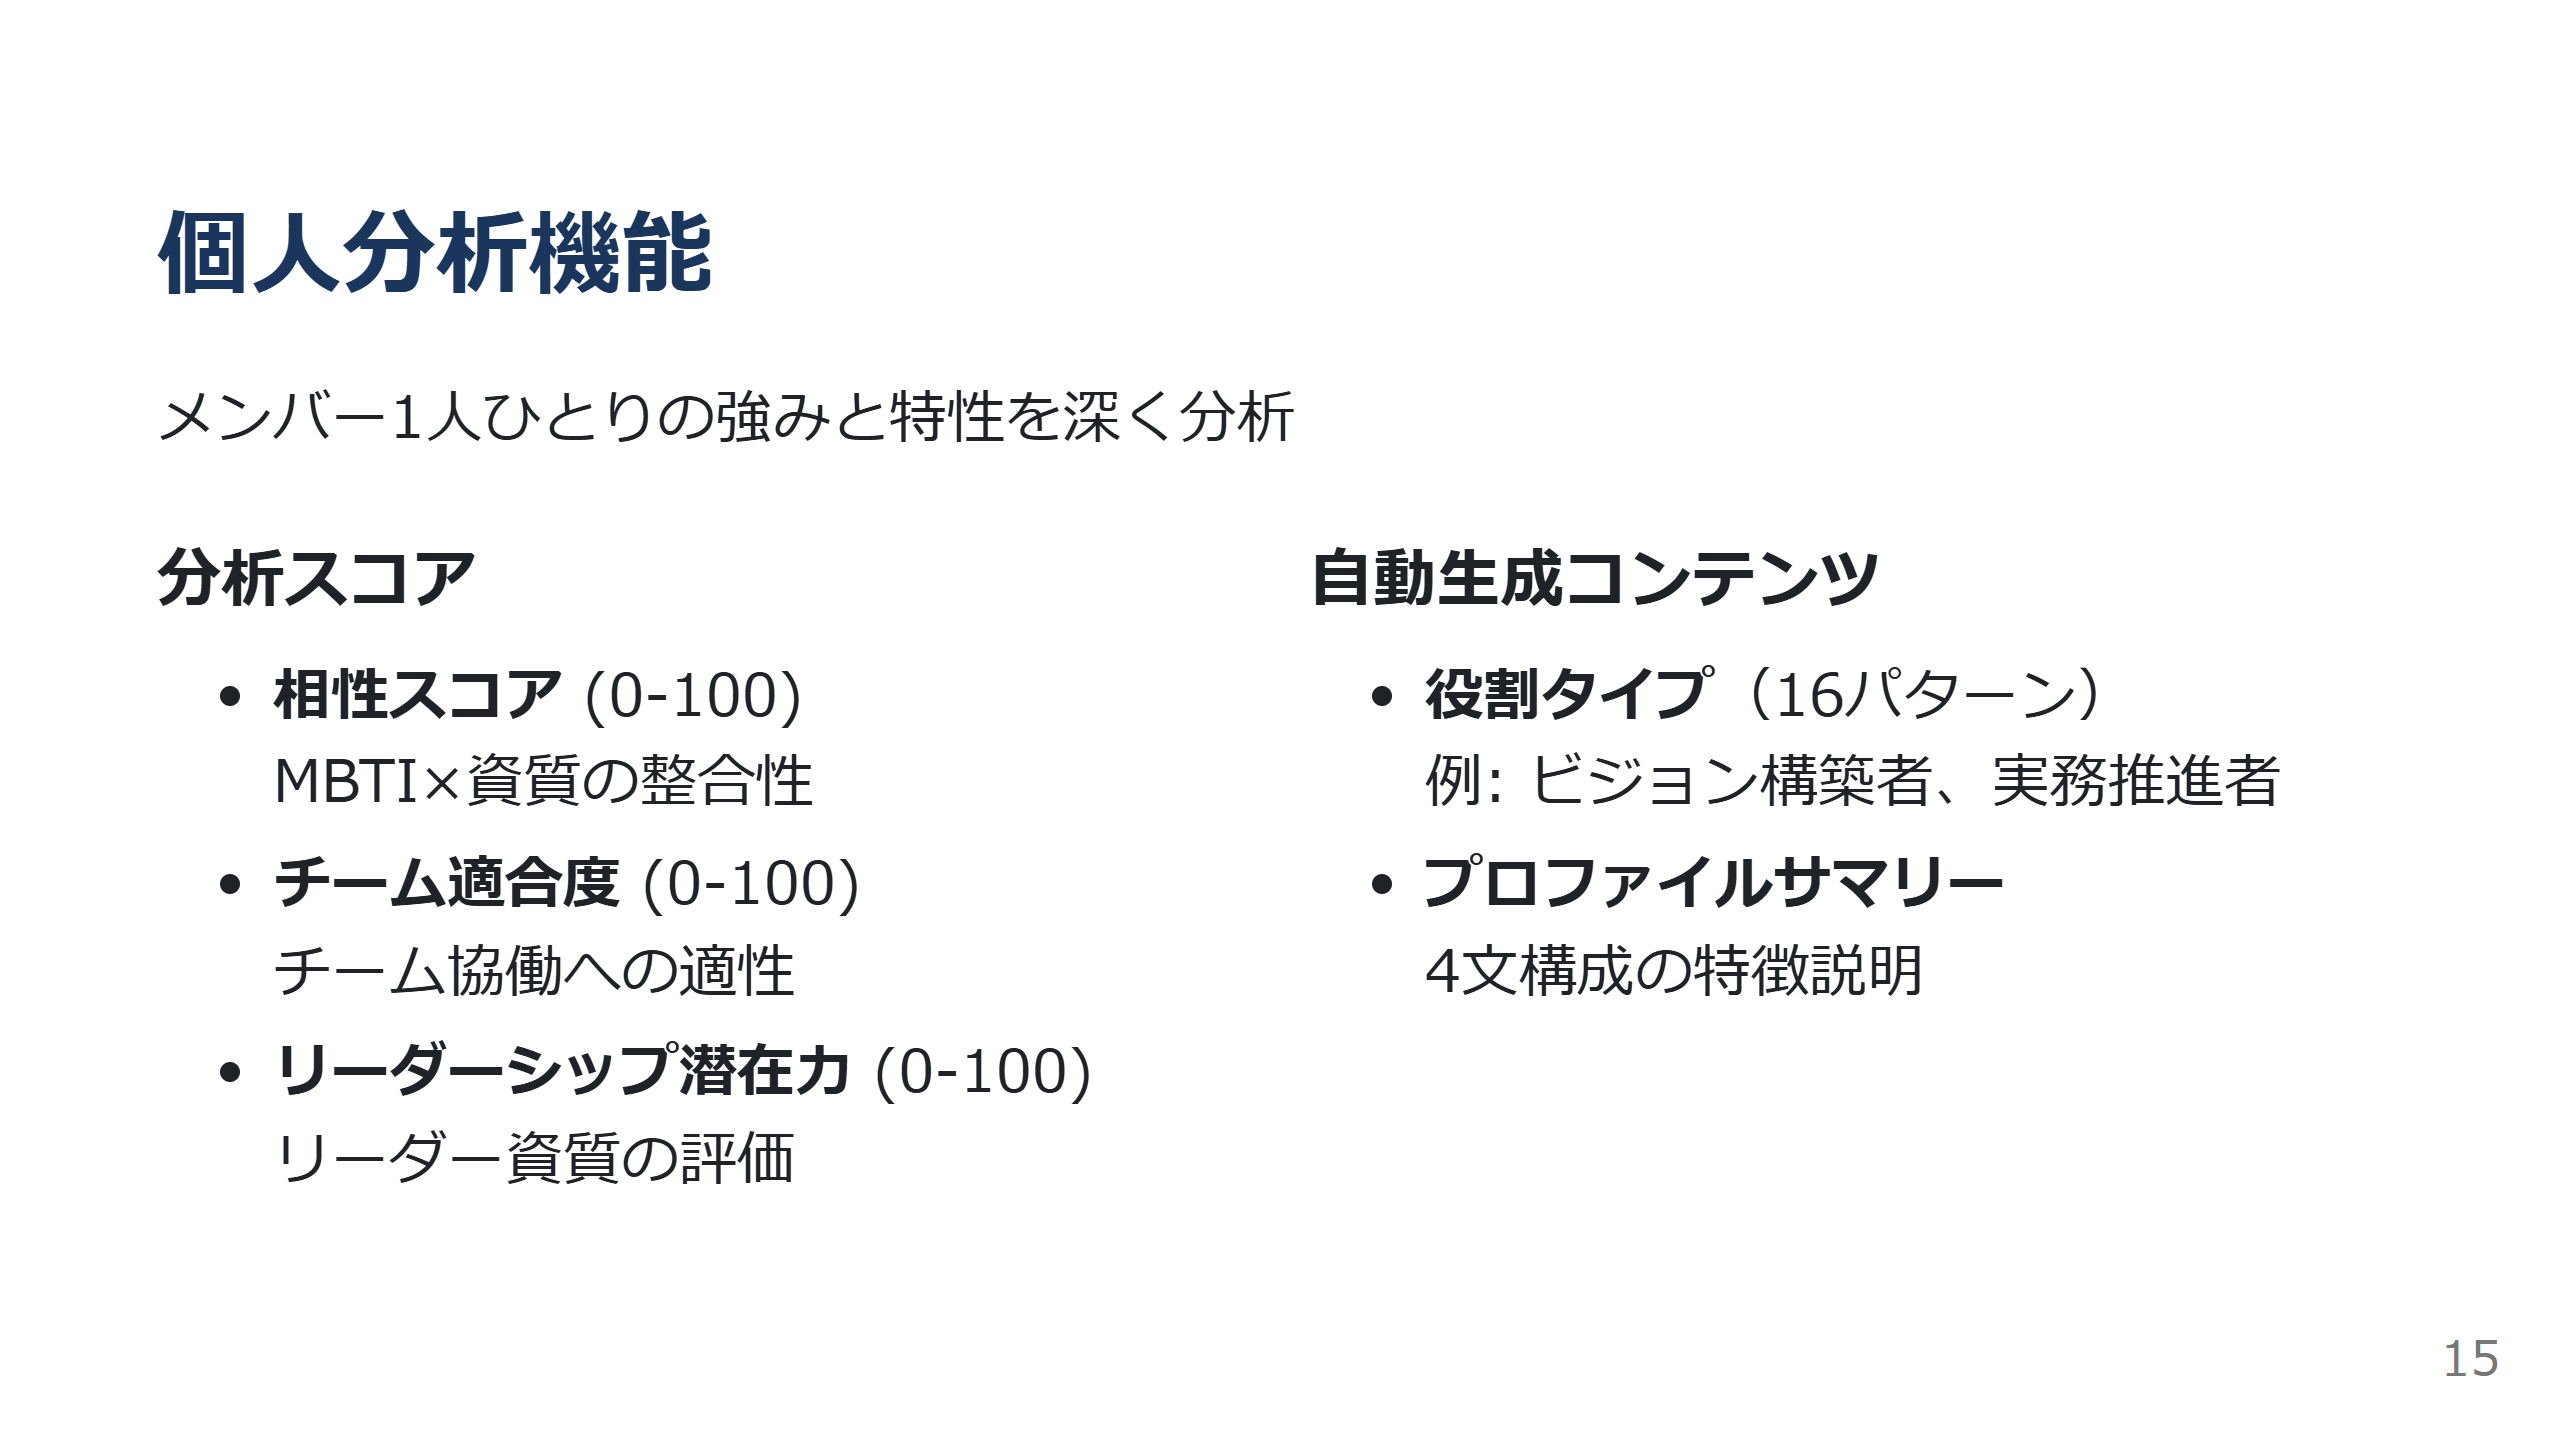 個人分析機能
メンバー1人ひとりの強みと特性を深く分析
分析スコア
• 相性スコア (0-100)
MBTI×資質の整合性
• チーム適合度 (0-100)
チーム協働への適性
• リーダーシップ潜在力 (0-100)
リーダー資質の評価
自動生成コンテンツ
• 役割タイプ（16パターン）
例: ビジョン構築者、実務推進者
• プロファイルサマリー
4文構成の特徴説明
15